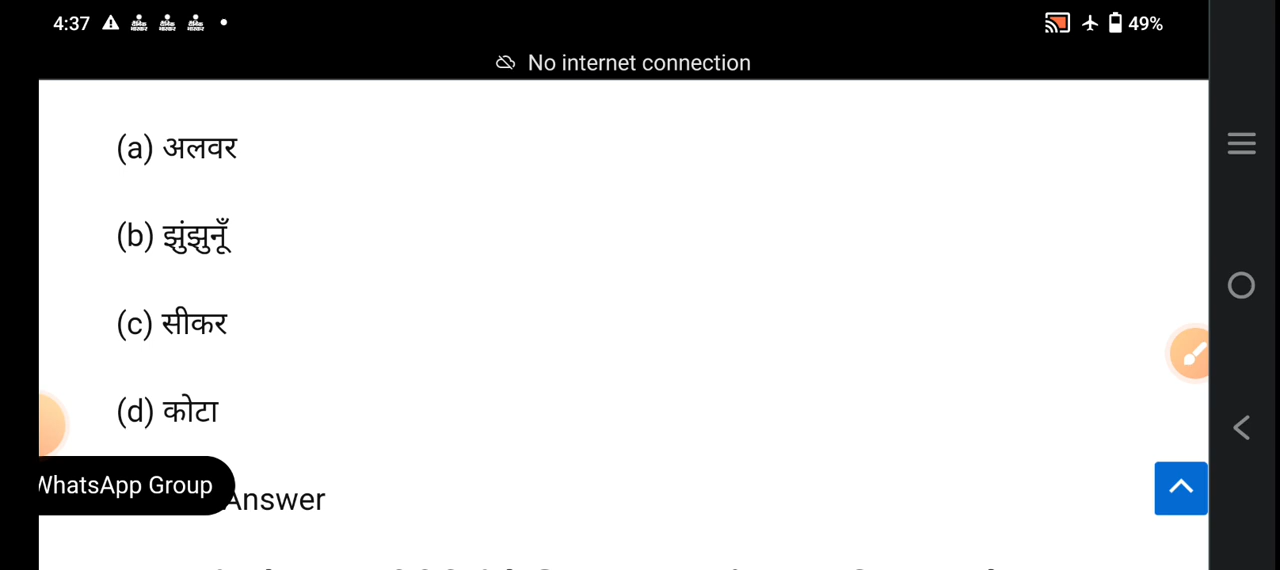 4:37 49%
No internet connection
(a) अलवर
(b) झुंझुनूँ
(c) सीकर
(d) कोटा
WhatsApp Group
Answer